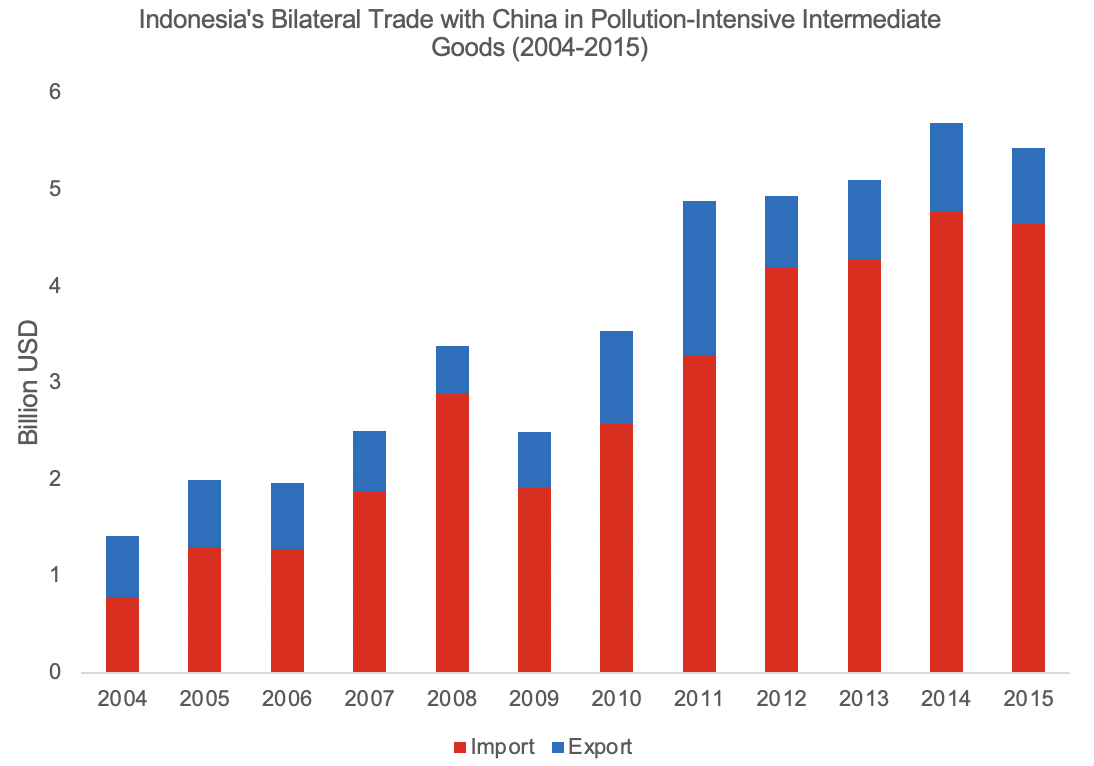 Indonesia's Bilateral Trade with China in Pollution-Intensive Intermediate
Goods (2004-2015)
6
5
4
3
2
1
0
Billion USD
2004 2005 2006 2007 2008 2009 2010 2011 2012 2013 2014 2015
Import Export